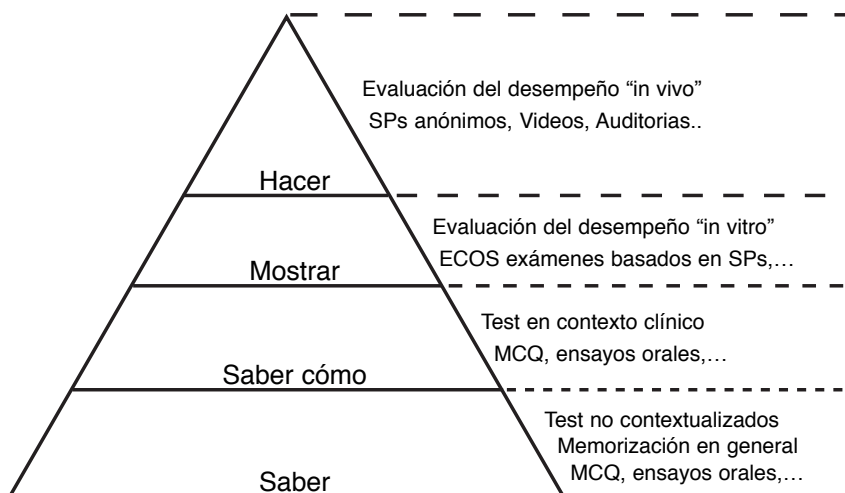 Evaluación del desempeño “in vivo”
SPs anónimos, Videos, Auditorias..
Hacer
Evaluación del desempeño “in vitro”
ECOS exámenes basados en SPs,...
Mostrar
Test en contexto clínico
MCQ, ensayos orales,...
Saber cómo
Test no contextualizados
Memorización en general
MCQ, ensayos orales,...
Saber